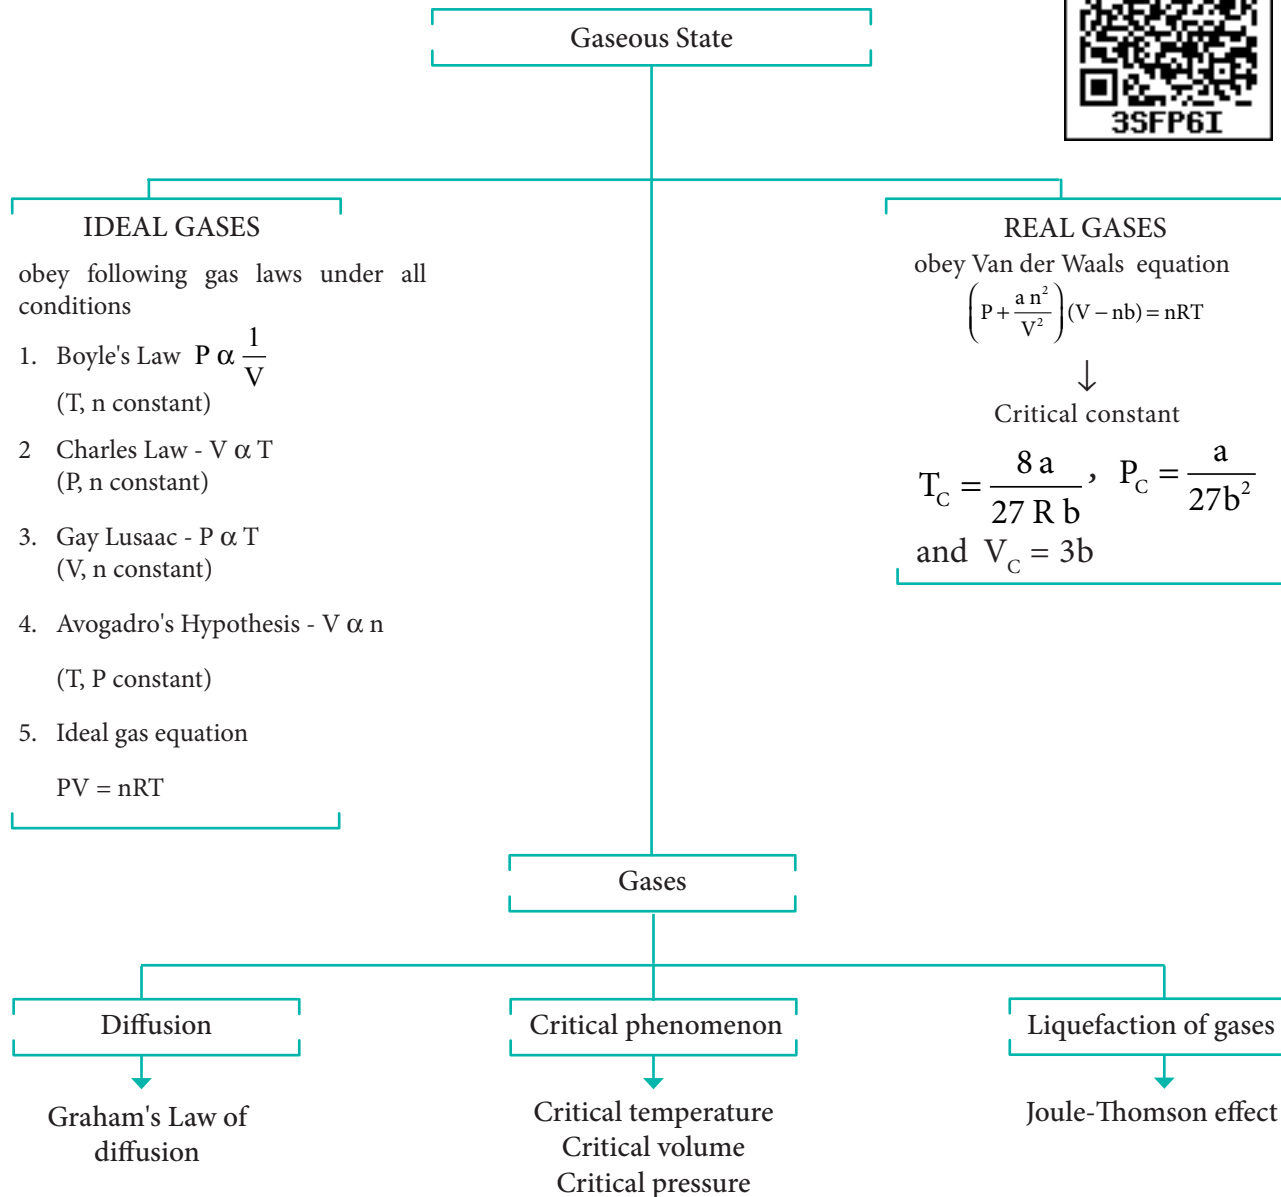 Gaseous State
3SFP6I
IDEAL GASES
obey following gas laws under all
conditions
1. Boyle's Law P α 1/V
(T, n constant)
2 Charles Law - V α T
(P, n constant)
3. Gay Lusaac - P α T
(V, n constant)
4. Avogadro's Hypothesis - V α n
(T, P constant)
5. Ideal gas equation
PV = nRT
REAL GASES
obey Van der Waals equation
(P + a n²/V²) (V − nb) = nRT
↓
Critical constant
T_C = 8 a/27 R b, P_C = a/27b²
and V_C = 3b
Gases
Diffusion
Graham's Law of
diffusion
Critical phenomenon
Critical temperature
Critical volume
Critical pressure
Liquefaction of gases
Joule-Thomson effect